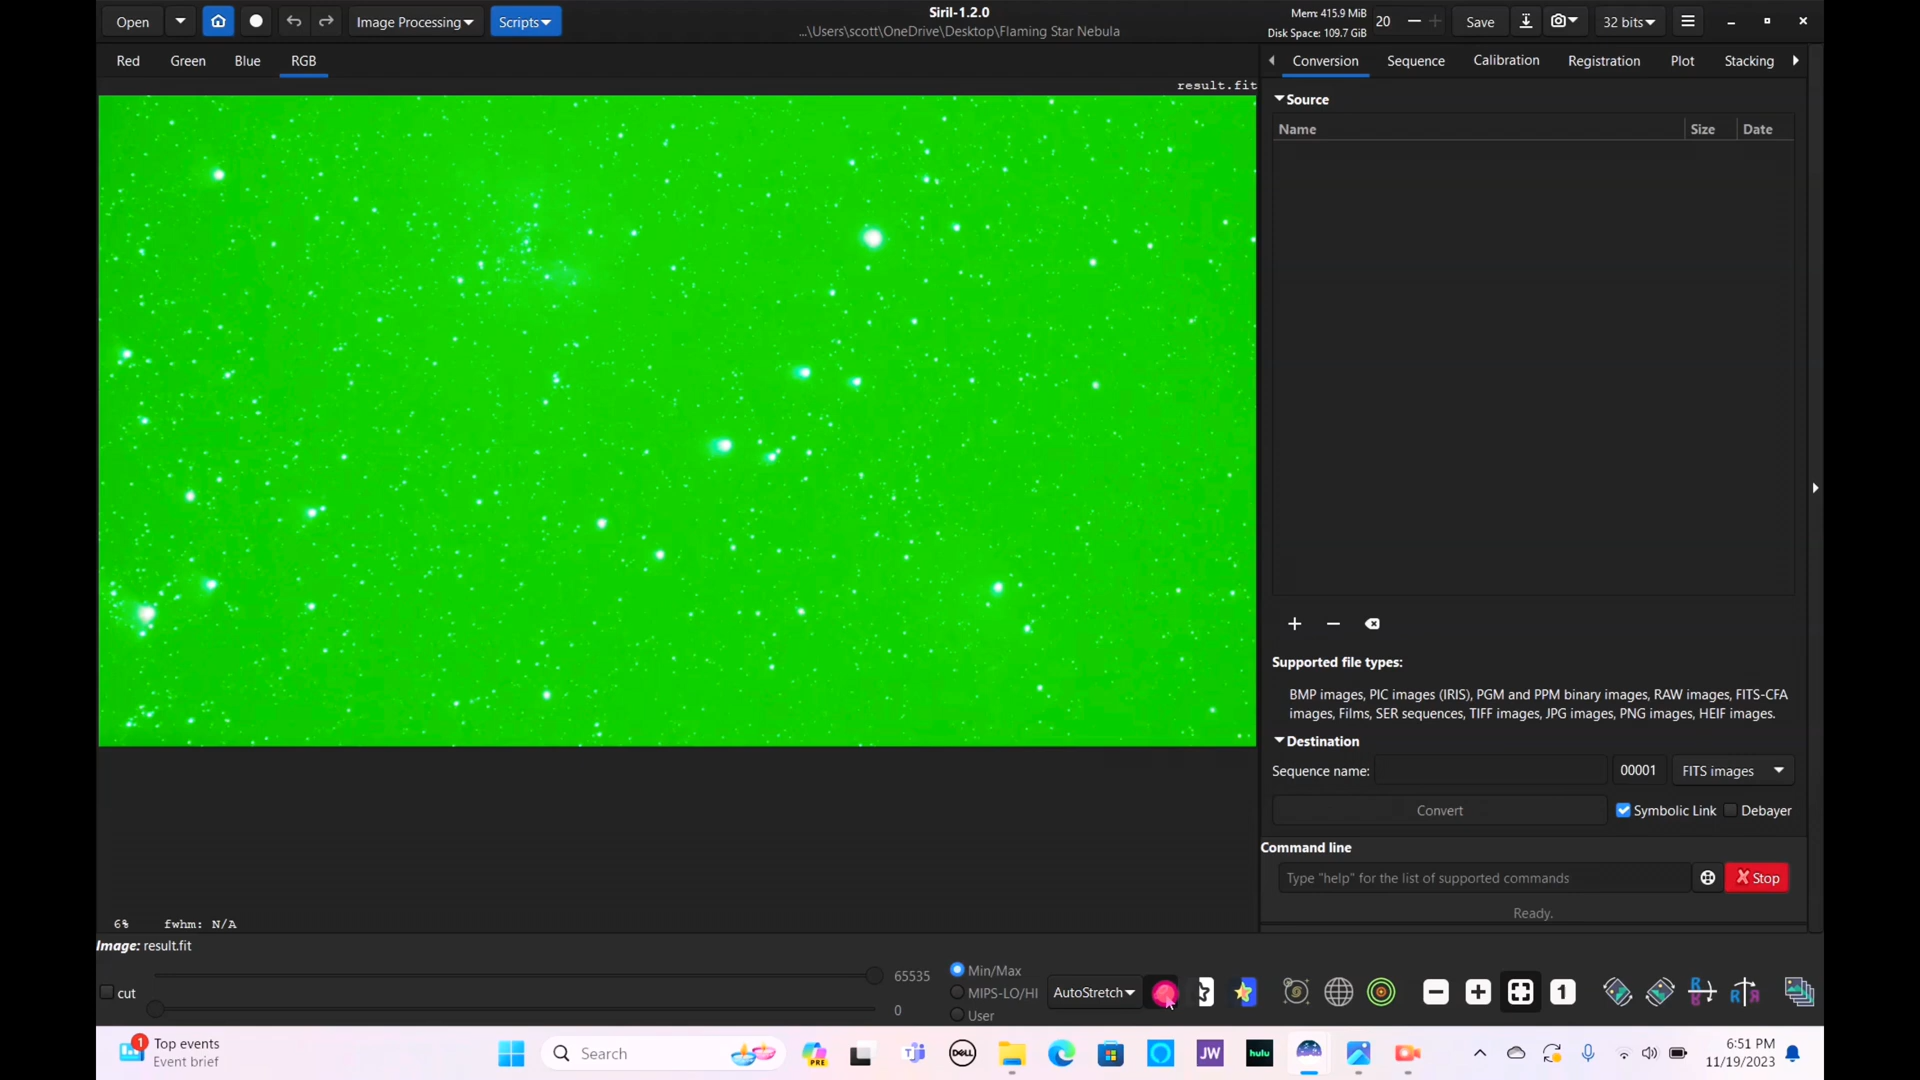 Open
Image Processing
Scripts
Siril-1.2.0
...\Users\scott\OneDrive\Desktop\Flaming Star Nebula
Mem: 415.9 MiB
Disk Space: 109.7 GiB
20
Save
32 bits
Red Green Blue RGB
Conversion Sequence Calibration Registration Plot Stacking
result.fit
Source
Name Size Date
Supported file types:
BMP images, PIC images (IRIS), PGM and PPM binary images, RAW images, FITS-CFA
images, Films, SER sequences, TIFF images, JPG images, PNG images, HEIF images.
Destination
Sequence name: 00001 FITS images
Convert Symbolic Link Debayer
Command line
Type "help" for the list of supported commands
Stop
Ready.
6% fwhm: N/A
Image: result.fit
cut
65535
0
Min/Max
MIPS-LO/HI
User
AutoStretch
1
R
R
R R
1
Top events
Event brief
Search
PRE
DELL
JW
hulu
6:51 PM
11/19/2023